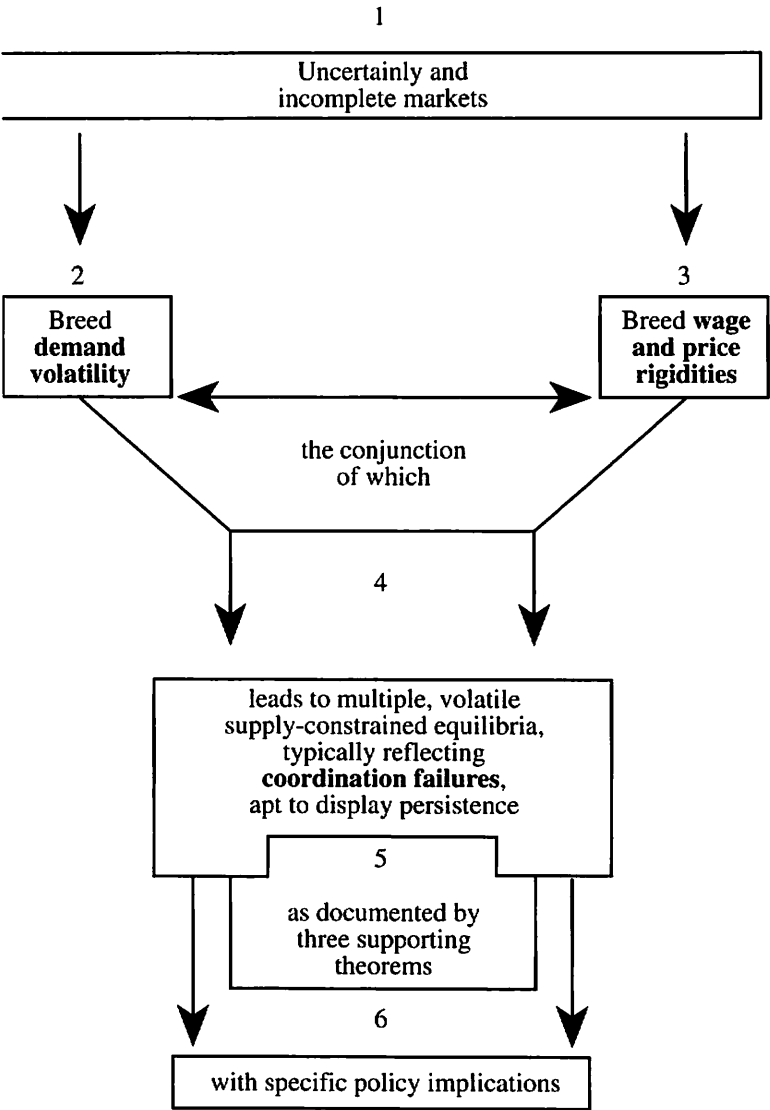 1
Uncertainly and
incomplete markets
2
Breed
demand
volatility
3
Breed wage
and price
rigidities
the conjunction
of which
4
leads to multiple, volatile
supply-constrained equilibria,
typically reflecting
coordination failures,
apt to display persistence
5
as documented by
three supporting
theorems
6
with specific policy implications